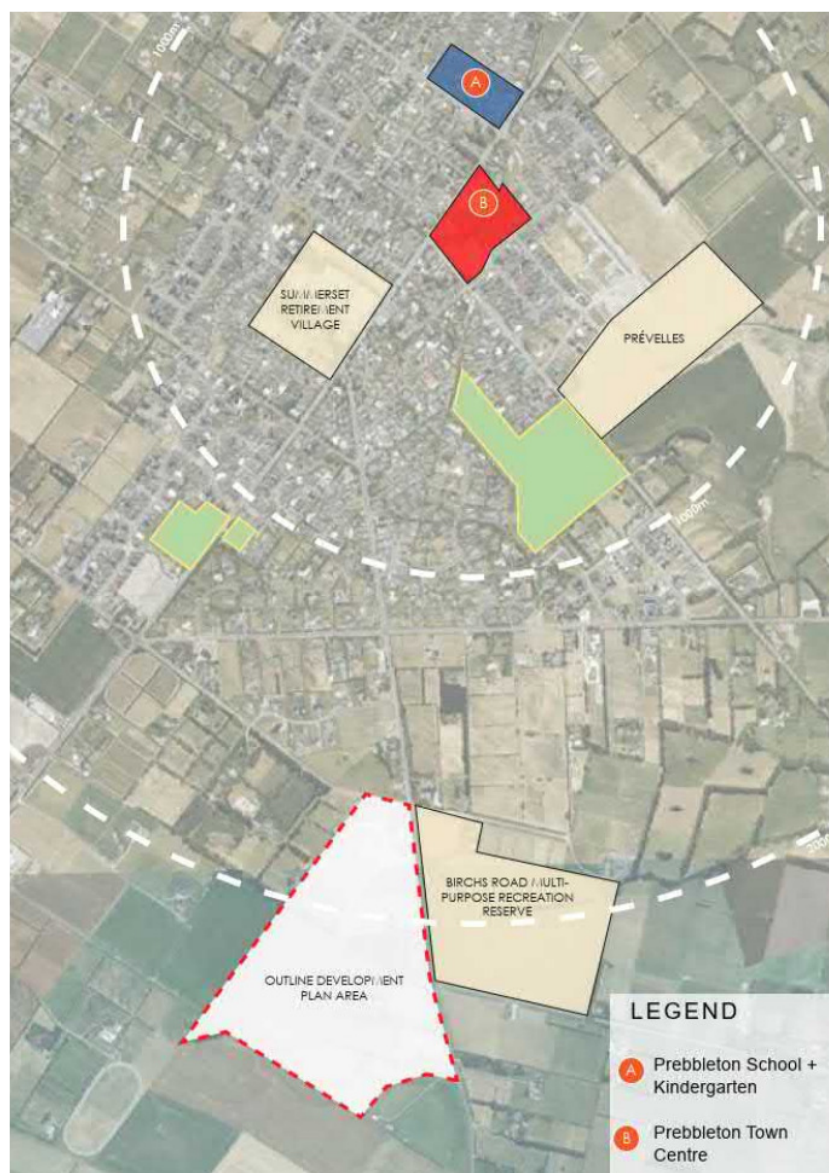 1000m
A
B
SUMMERSET
RETIREMENT
VILLAGE
PRÉVELLES
1000m
BIRCHS ROAD MULTI-
PURPOSE RECREATION
RESERVE
OUTLINE DEVELOPMENT
PLAN AREA
LEGEND
A Prebbleton School +
Kindergarten
B Prebbleton Town
Centre